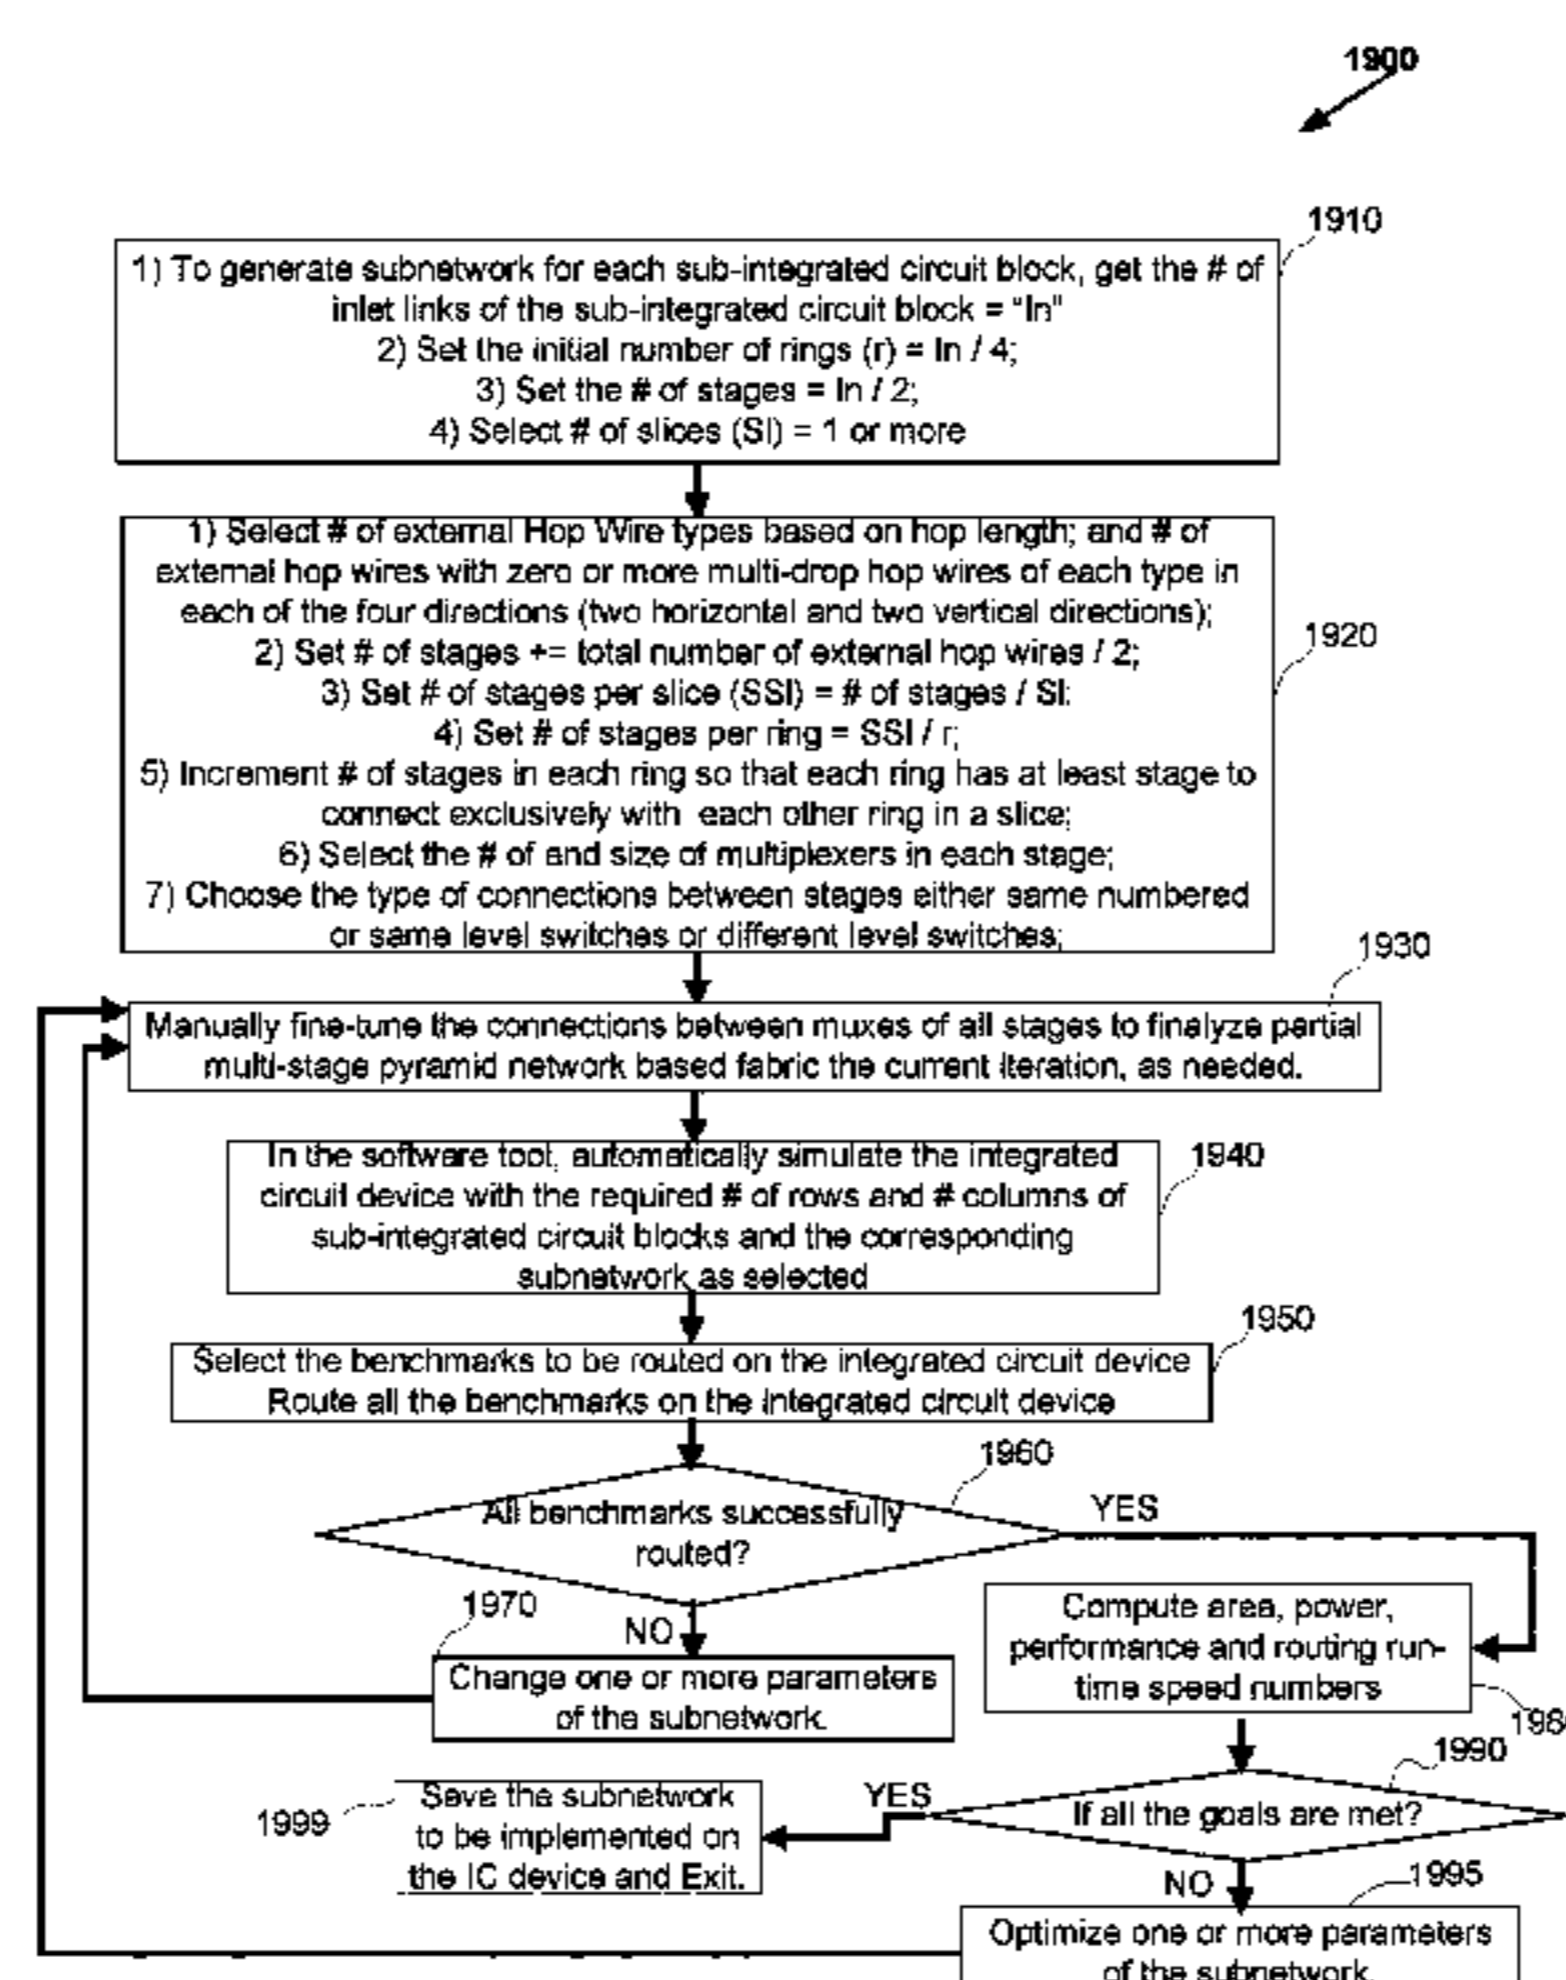 1900
1910
1) To generate subnetwork for each sub-integrated circuit block, get the # of
inlet links of the sub-integrated circuit block = "In"
2) Set the initial number of rings (r) = In / 4;
3) Set the # of stages = In / 2;
4) Select # of slices (Sl) = 1 or more
1) Select # of external Hop Wire types based on hop length; and # of
external hop wires with zero or more multi-drop hop wires of each type in
each of the four directions (two horizontal and two vertical directions);
2) Set # of stages += total number of external hop wires / 2;
1920
3) Set # of stages per slice (SSl) = # of stages / Sl;
4) Set # of stages per ring = SSl / r;
5) Increment # of stages in each ring so that each ring has at least stage to
connect exclusively with each other ring in a slice;
6) Select the # of and size of multiplexers in each stage;
7) Choose the type of connections between stages either same numbered
or same level switches or different level switches;
1930
Manually fine-tune the connections between muxes of all stages to finalyze partial
multi-stage pyramid network based fabric the current iteration, as needed.
In the software tool, automatically simulate the integrated
circuit device with the required # of rows and # columns of
sub-integrated circuit blocks and the corresponding
subnetwork as selected
1940
1950
Select the benchmarks to be routed on the integrated circuit device
Route all the benchmarks on the integrated circuit device
1960
All benchmarks successfully
routed?
YES
1970
NO
Change one or more parameters
of the subnetwork.
Compute area, power,
performance and routing run-
time speed numbers
198
1990
If all the goals are met?
YES
1999
Save the subnetwork
to be implemented on
the IC device and Exit.
NO
1995
Optimize one or more parameters
of the subnetwork.